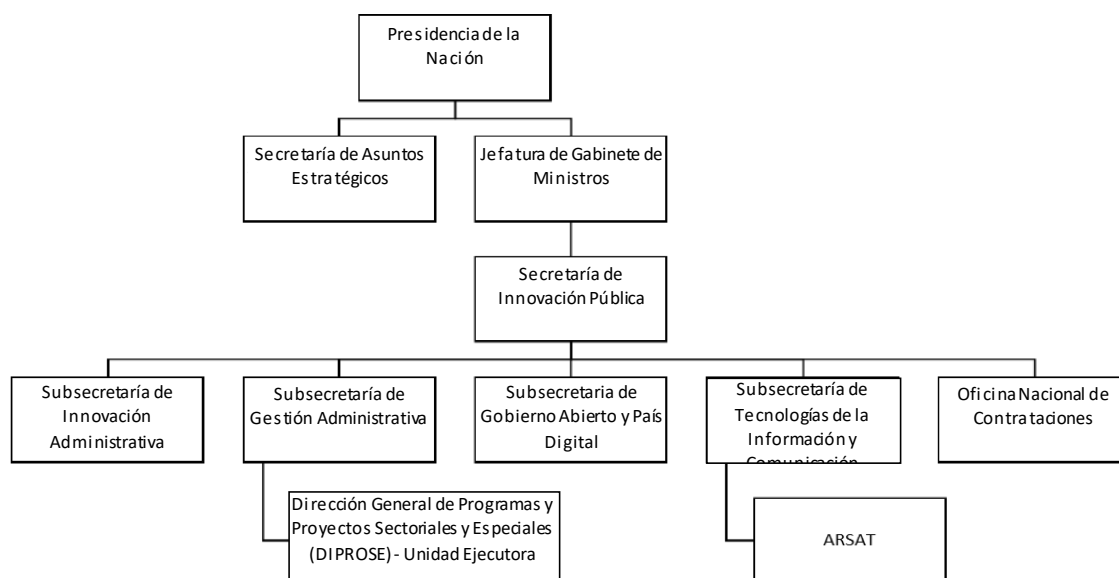 Presidencia de la
Nación
Secretaría de Asuntos
Estratégicos
Jefatura de Gabinete de
Ministros
Secretaría de
Innovación Pública
Subsecretaría de
Innovación
Administrativa
Subsecretaría de
Gestión Administrativa
Subsecretaria de
Gobierno Abierto y País
Digital
Subsecretaría de
Tecnologías de la
Información y
Comunicación
Oficina Nacional de
Contrataciones
Dirección General de Programas y
Proyectos Sectoriales y Especiales
(DIPROSE) - Unidad Ejecutora
ARSAT